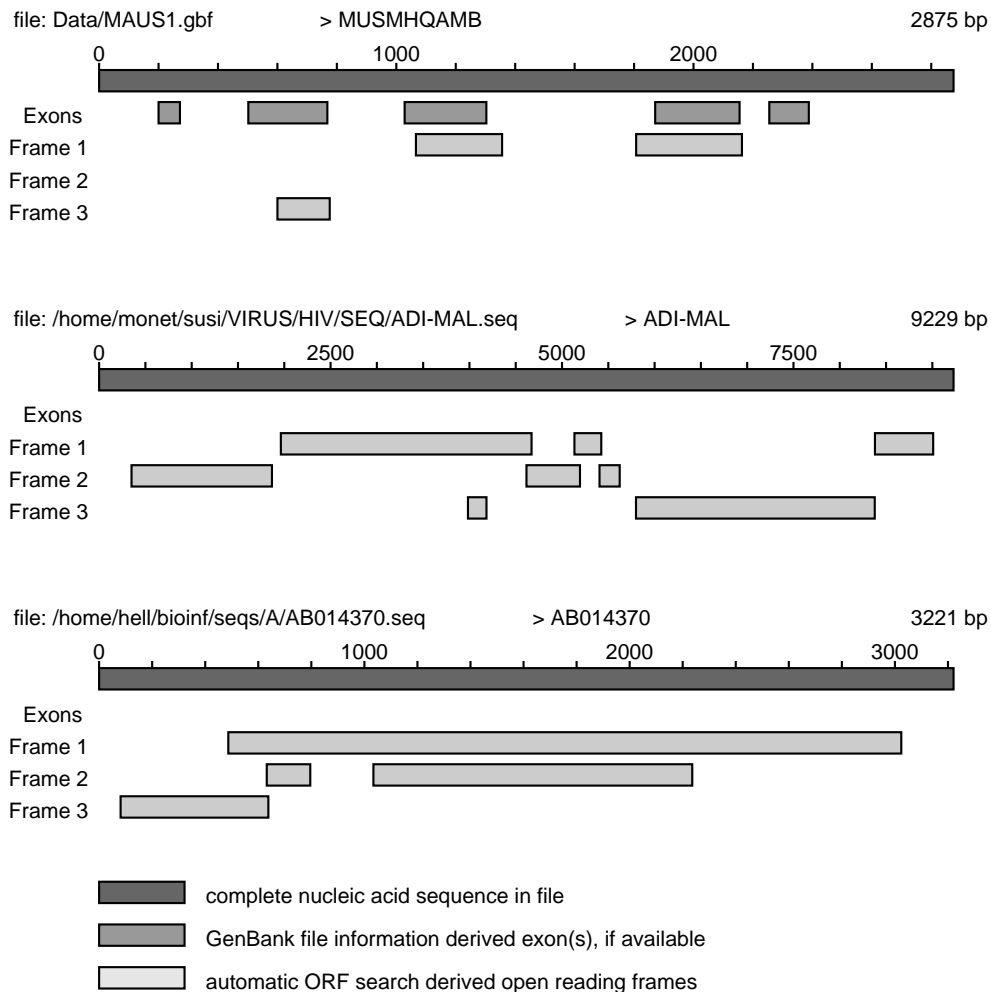 file: Data/MAUS1.gbf > MUSMHQAMB 2875 bp
0 1000 2000
Exons
Frame 1
Frame 2
Frame 3
file: /home/monet/susi/VIRUS/HIV/SEQ/ADI-MAL.seq > ADI-MAL 9229 bp
0 2500 5000 7500
Exons
Frame 1
Frame 2
Frame 3
file: /home/hell/bioinf/seqs/A/AB014370.seq > AB014370 3221 bp
0 1000 2000 3000
Exons
Frame 1
Frame 2
Frame 3
complete nucleic acid sequence in file
GenBank file information derived exon(s), if available
automatic ORF search derived open reading frames